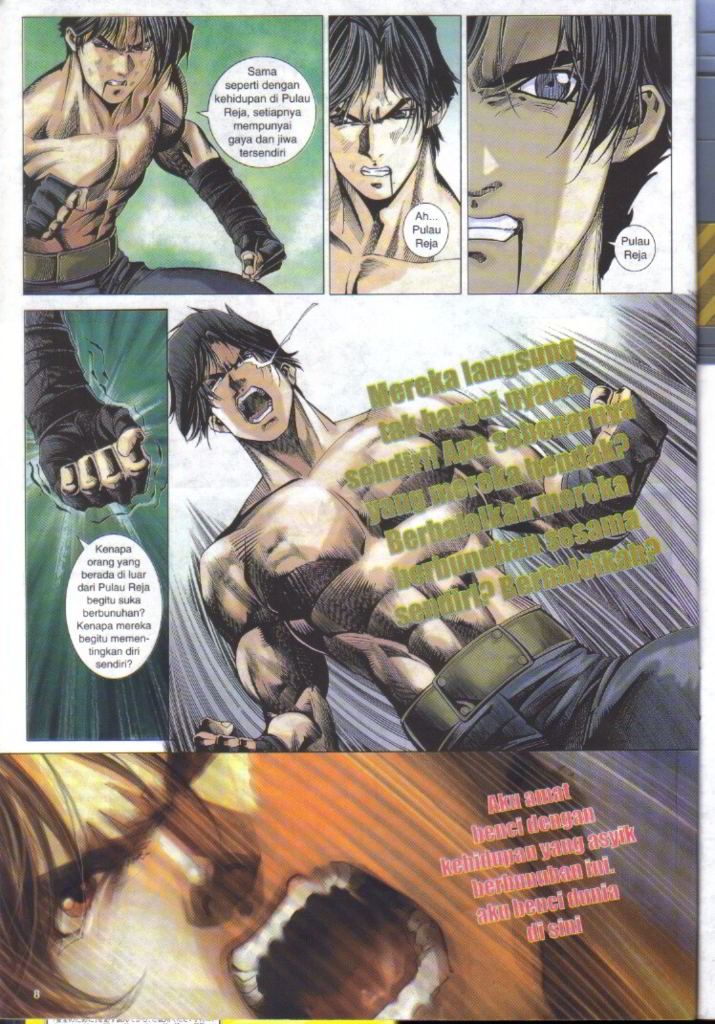 Sama
seperti dengan
kehidupan di Pulau
Reja, setiapnya
mempunyai
gaya dan jiwa
tersendiri
Ah...
Pulau
Reja
Pulau
Reja
Kenapa
orang yang
berada di luar
dari Pulau Reja
begitu suka
berbunuhan?
Kenapa mereka
begitu memen-
tingkan diri
sendiri?
Mereka langsung
tak hargai nyawa
sendiri! Apa sebenarnya
yang mereka hendak?
Berbaloikah mereka
berbunuhan sesama
sendiri? Berbaloikah?
Aku amat
benci dengan
kehidupan yang asyik
berbunuhan ini.
aku benci dunia
di sini
8